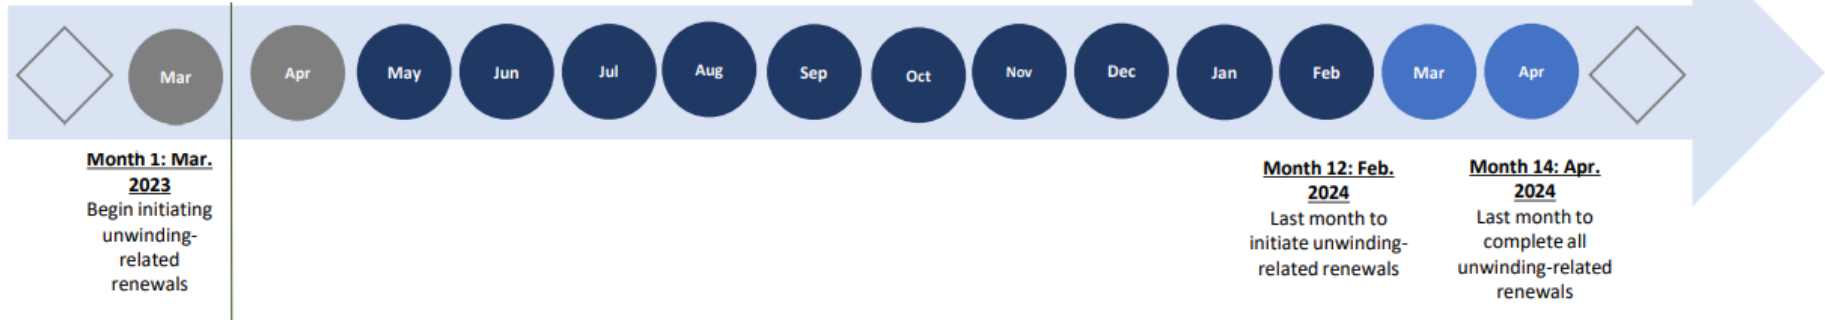 Mar Apr May Jun Jul Aug Sep Oct Nov Dec Jan Feb Mar Apr
Month 1: Mar.
2023
Begin initiating
unwinding-
related
renewals
Month 12: Feb.
2024
Last month to
initiate unwinding-
related renewals
Month 14: Apr.
2024
Last month to
complete all
unwinding-related
renewals